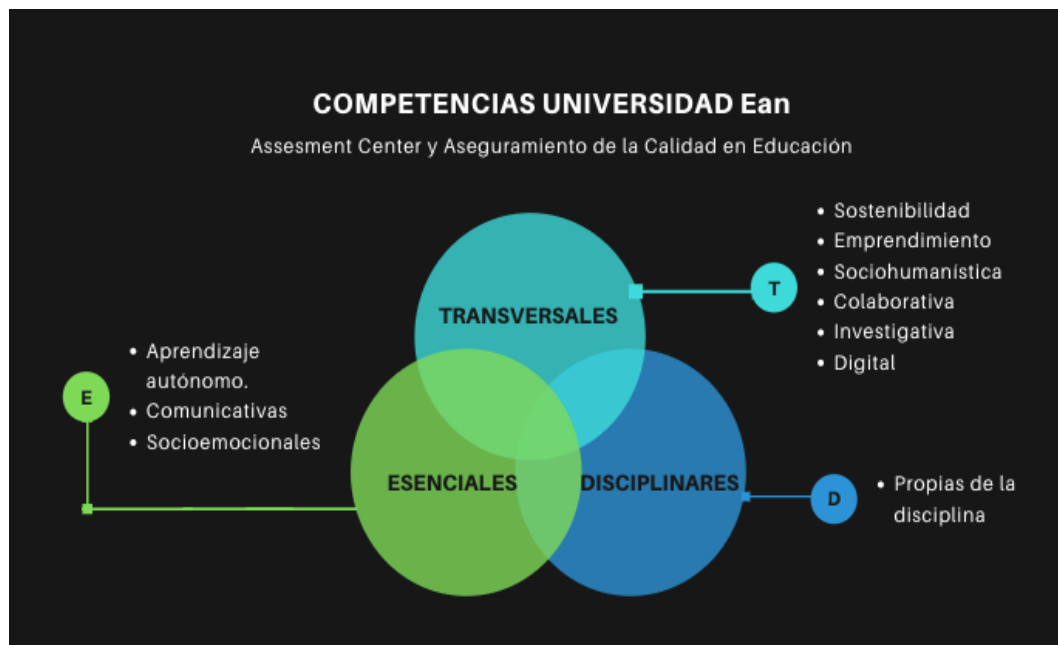 COMPETENCIAS UNIVERSIDAD Ean
Assesment Center y Aseguramiento de la Calidad en Educación
• Sostenibilidad
• Emprendimiento
• Sociohumanística
• Colaborativa
• Investigativa
• Digital
T
TRANSVERSALES
• Aprendizaje
autónomo.
• Comunicativas
• Socioemocionales
E
ESENCIALES
DISCIPLINARES
D
• Propias de la
disciplina